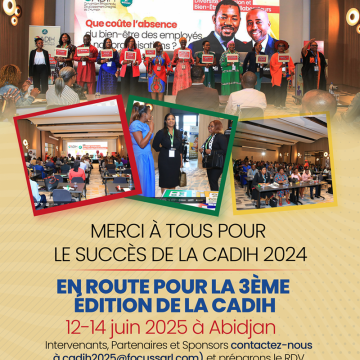 Que coûte l'absence
du bien-être des employés
MERCI À TOUS POUR
LE SUCCÈS DE LA CADIH 2024
EN ROUTE POUR LA 3ÈME
ÉDITION DE LA CADIH
12-14 juin 2025 à Abidjan
Intervenants, Partenaires et Sponsors contactez-nous
à cadih2025@focussarl.com) et préparons le RDV